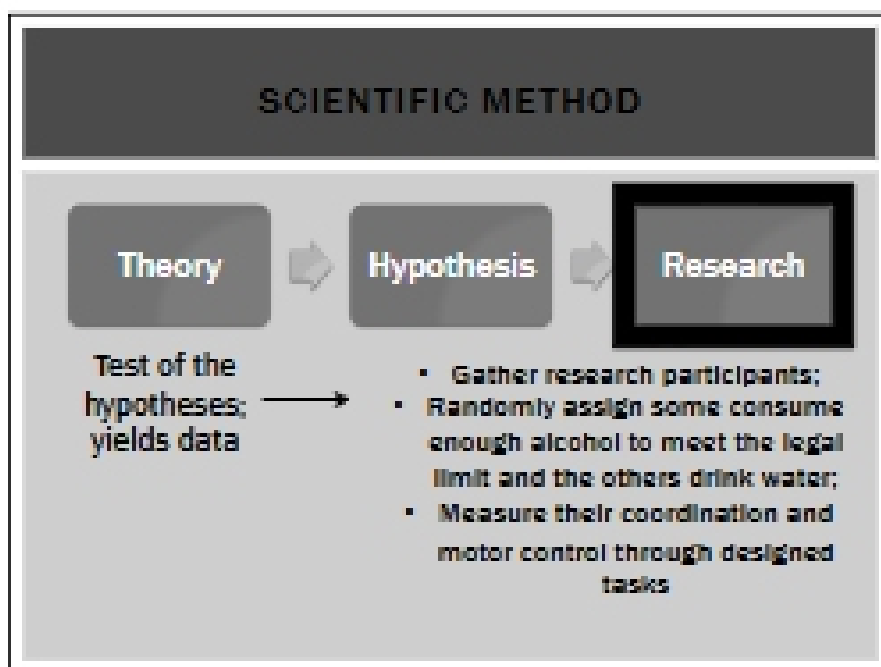 SCIENTIFIC METHOD
Theory
Hypothesis
Research
Test of the
hypotheses;
yields data
• Gather research participants;
• Randomly assign some consume
enough alcohol to meet the legal
limit and the others drink water;
• Measure their coordination and
motor control through designed
tasks